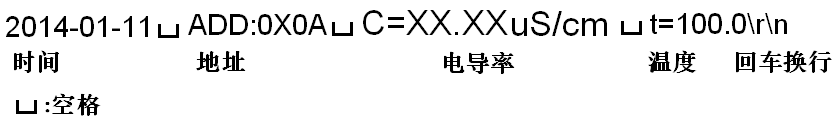 2014-01-11␣ ADD:0X0A␣ C=XX.XXuS/cm ␣t=100.0\r\n
时间 地址 电导率 温度 回车换行
␣:空格